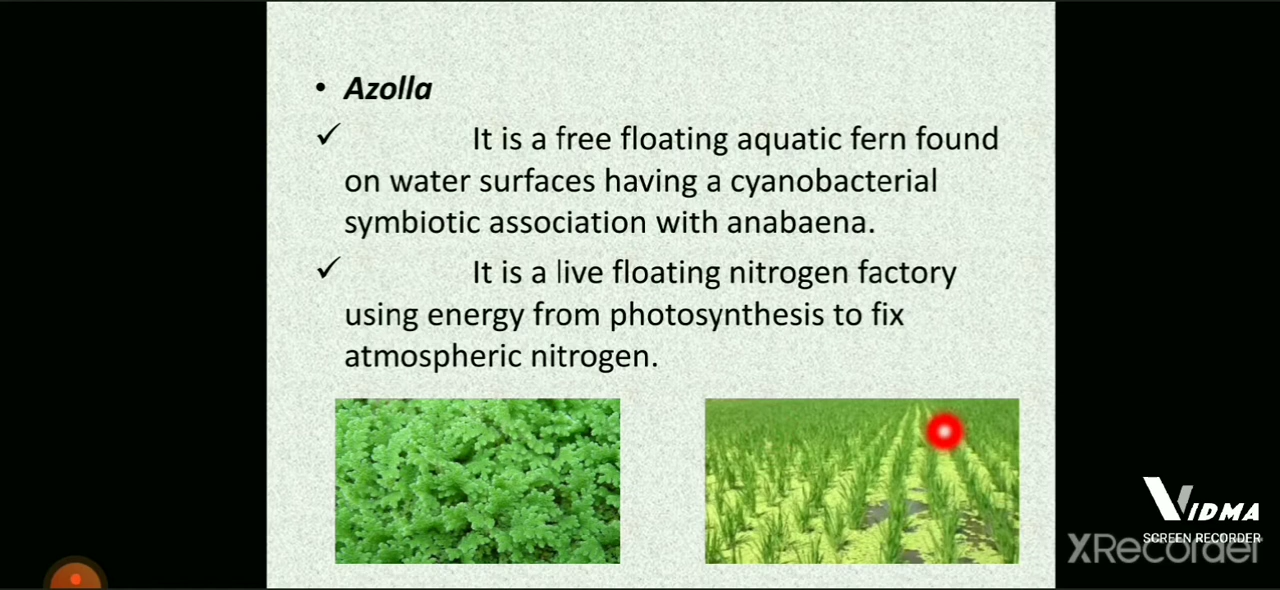 • Azolla
✓ It is a free floating aquatic fern found
on water surfaces having a cyanobacterial
symbiotic association with anabaena.
✓ It is a live floating nitrogen factory
using energy from photosynthesis to fix
atmospheric nitrogen.
VIDMA
SCREEN RECORDER
XRecorder